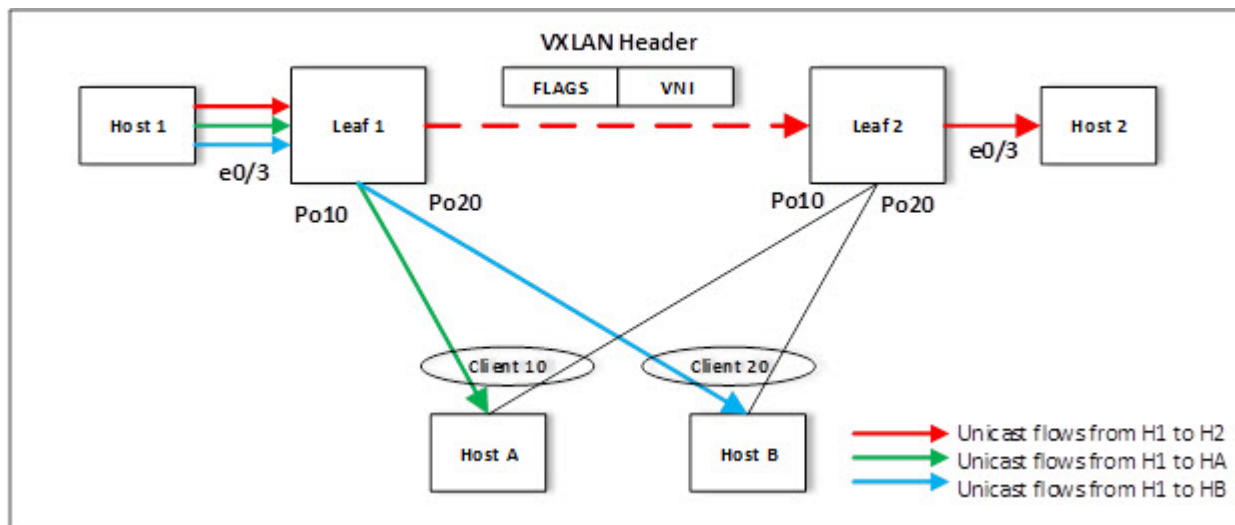 VXLAN Header
FLAGS VNI
Host 1
Leaf 1
Leaf 2
Host 2
e0/3
e0/3
Po10
Po20
Po10
Po20
Client 10
Client 20
Host A
Host B
Unicast flows from H1 to H2
Unicast flows from H1 to HA
Unicast flows from H1 to HB